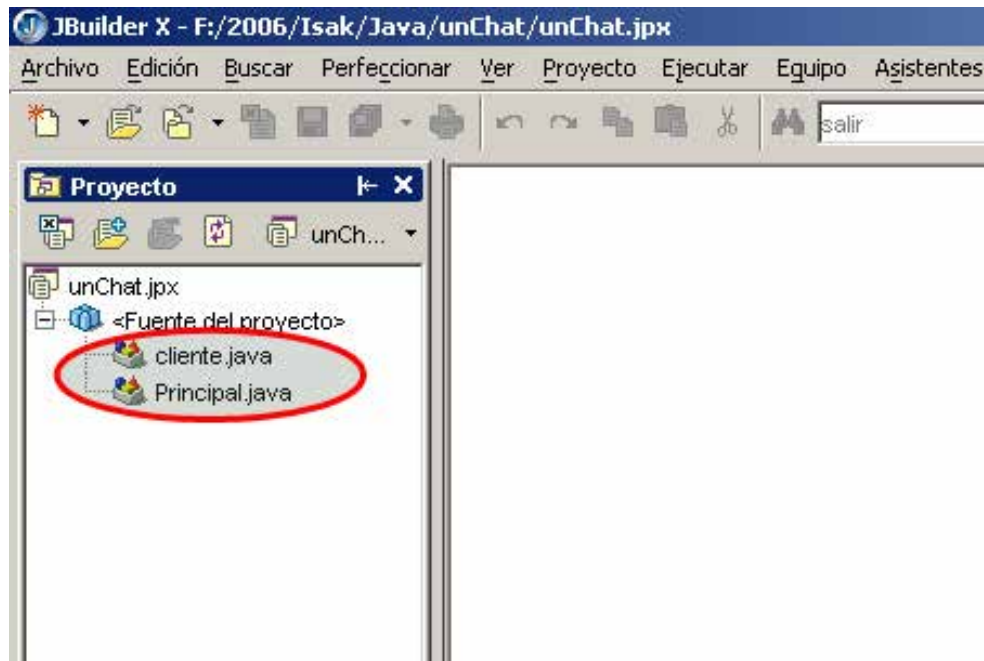 JBuilder X - F:/2006/Isak/Java/unChat/unChat.jpx
Archivo Edición Buscar Perfeccionar Ver Proyecto Ejecutar Equipo Asistentes
salir
Proyecto
unCh...
unChat.jpx
<Fuente del proyecto>
cliente.java
Principal.java